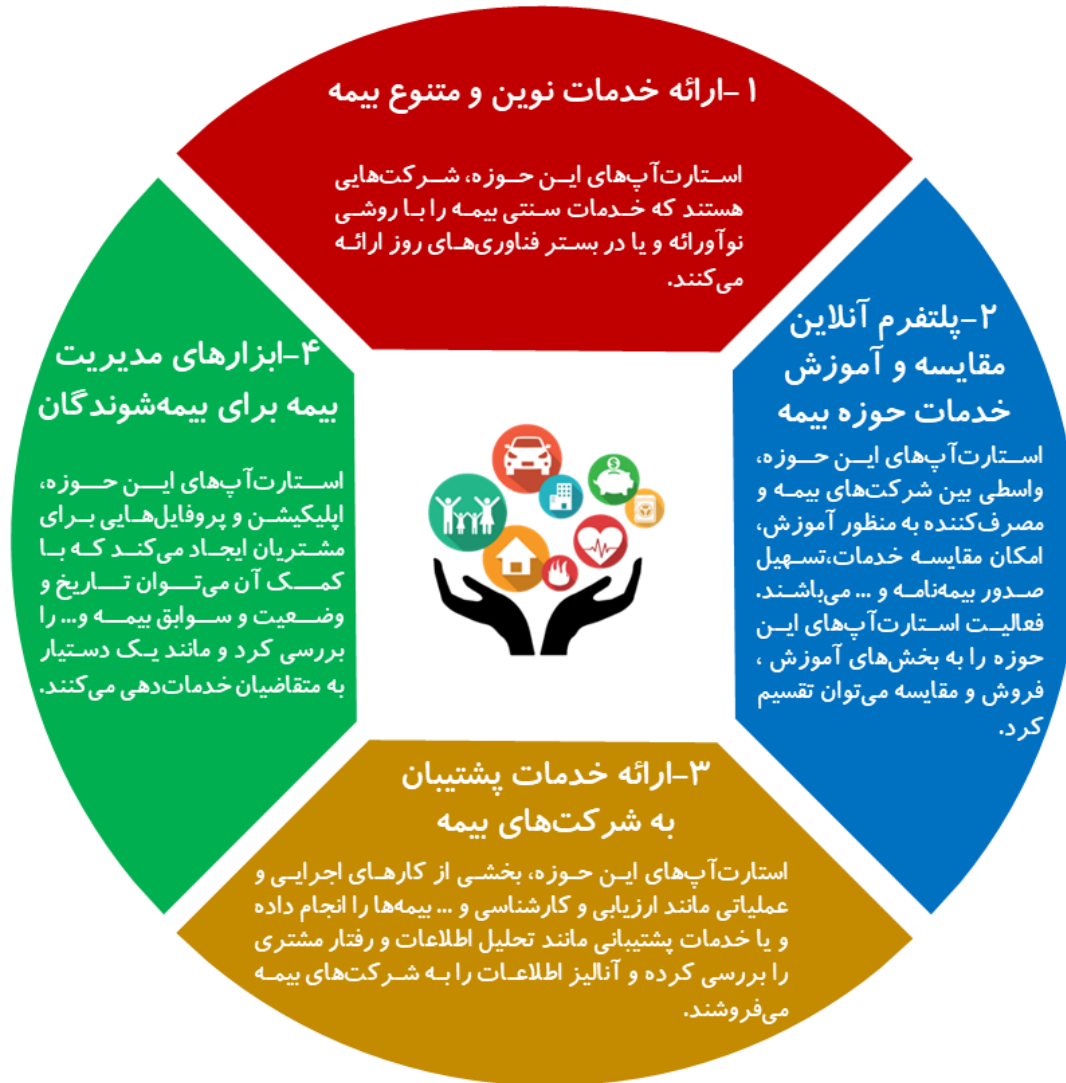 ۱-ارائه خدمات نوین و متنوع بیمه
استارت‌آپ‌های این حوزه، شرکت‌هایی
هستند که خدمات سنتی بیمه را با روشی
نوآورائه و یا در بستر فناوری‌های روز ارائه
می‌کنند.
۲-پلتفرم آنلاین
مقایسه و آموزش
خدمات حوزه بیمه
استارت‌آپ‌های این حوزه،
واسطی بین شرکت‌های بیمه و
مصرف‌کننده به منظور آموزش،
امکان مقایسه خدمات،تسهیل
صدور بیمه‌نامه و ... می‌باشند.
فعالیت استارت‌آپ‌های این
حوزه را به بخش‌های آموزش ،
فروش و مقایسه می‌توان تقسیم
کرد.
۳-ارائه خدمات پشتیبان
به شرکت‌های بیمه
استارت‌آپ‌های این حوزه، بخشی از کارهای اجرایی و
عملیاتی مانند ارزیابی و کارشناسی و ... بیمه‌ها را انجام داده
و یا خدمات پشتیبانی مانند تحلیل اطلاعات و رفتار مشتری
را بررسی کرده و آنالیز اطلاعات را به شرکت‌های بیمه
می‌فروشند.
۴-ابزارهای مدیریت
بیمه برای بیمه‌شوندگان
استارت‌آپ‌های این حوزه،
اپلیکیشن و پروفایل‌هایی برای
مشتریان ایجاد می‌کند که با
کمک آن می‌توان تاریخ و
وضعیت و سوابق بیمه و... را
بررسی کرد و مانند یک دستیار
به متقاضیان خدمات‌دهی می‌کنند.